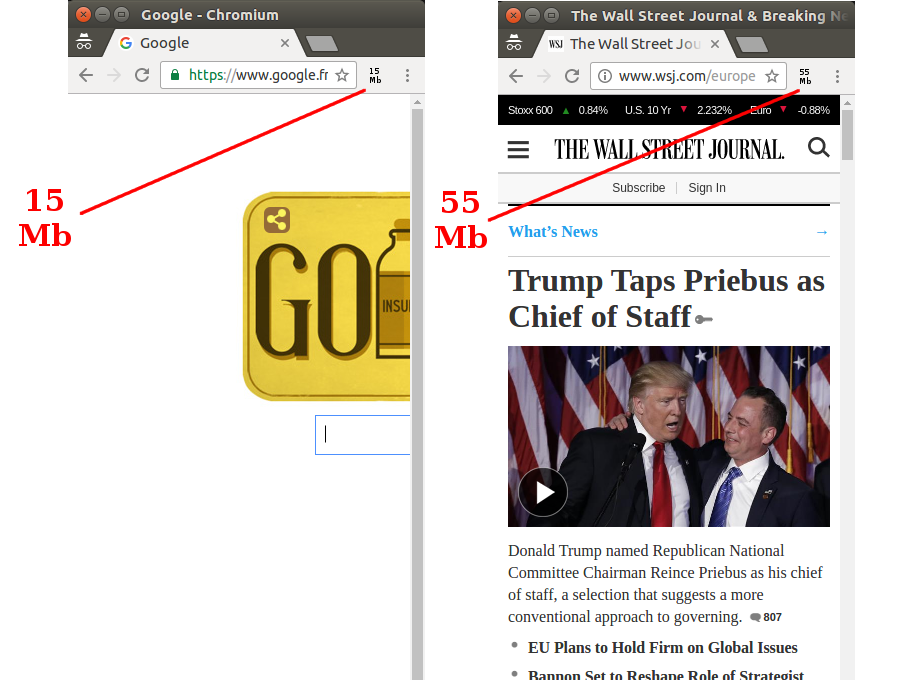 Google - Chromium
Google
https://www.google.fr
15
Mb
15
Mb
GO
INSU
The Wall Street Journal & Breaking Ne
WSJ The Wall Street Jou
www.wsj.com/europe
55
Mb
55
Mb
Stoxx 600 ▲ 0.84% U.S. 10 Yr ▼ 2.232% Euro ▼ -0.88%
THE WALL STREET JOURNAL.
Subscribe Sign In
What's News →
Trump Taps Priebus as
Chief of Staff
Donald Trump named Republican National
Committee Chairman Reince Priebus as his chief
of staff, a selection that suggests a more
conventional approach to governing. 807
• EU Plans to Hold Firm on Global Issues
• Bannon Set to Reshape Role of Strategist